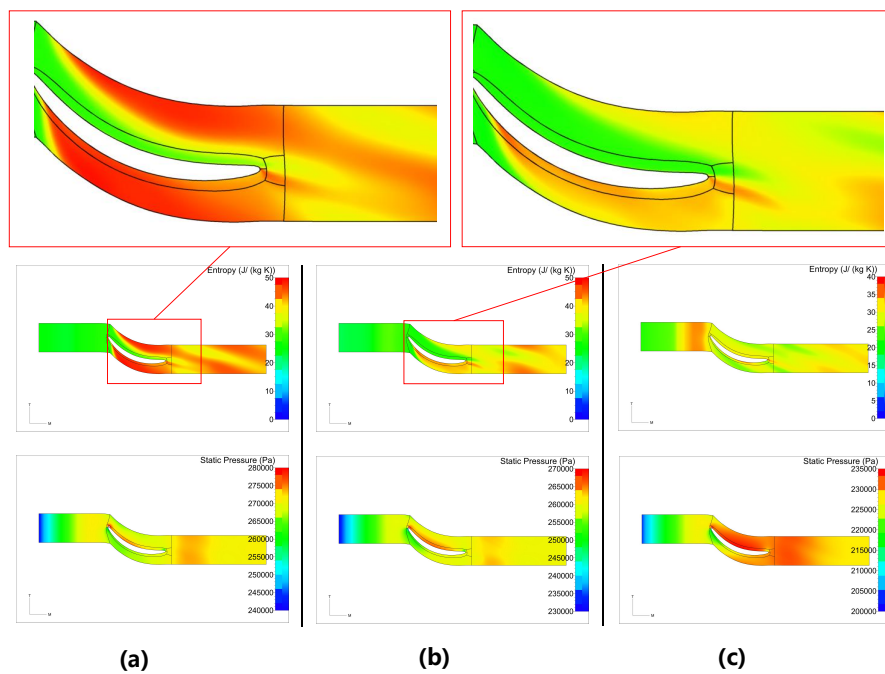 Entropy (J/ (kg K))
50
40
30
20
10
0
T
M
Entropy (J/ (kg K))
50
40
30
20
10
0
T
M
Entropy (J/ (kg K))
40
35
30
25
20
15
10
5
0
T
M
Static Pressure (Pa)
280000
275000
270000
265000
260000
255000
250000
245000
240000
T
M
Static Pressure (Pa)
270000
265000
260000
255000
250000
245000
240000
235000
230000
T
M
Static Pressure (Pa)
235000
230000
225000
220000
215000
210000
205000
200000
T
M
(a)
(b)
(c)